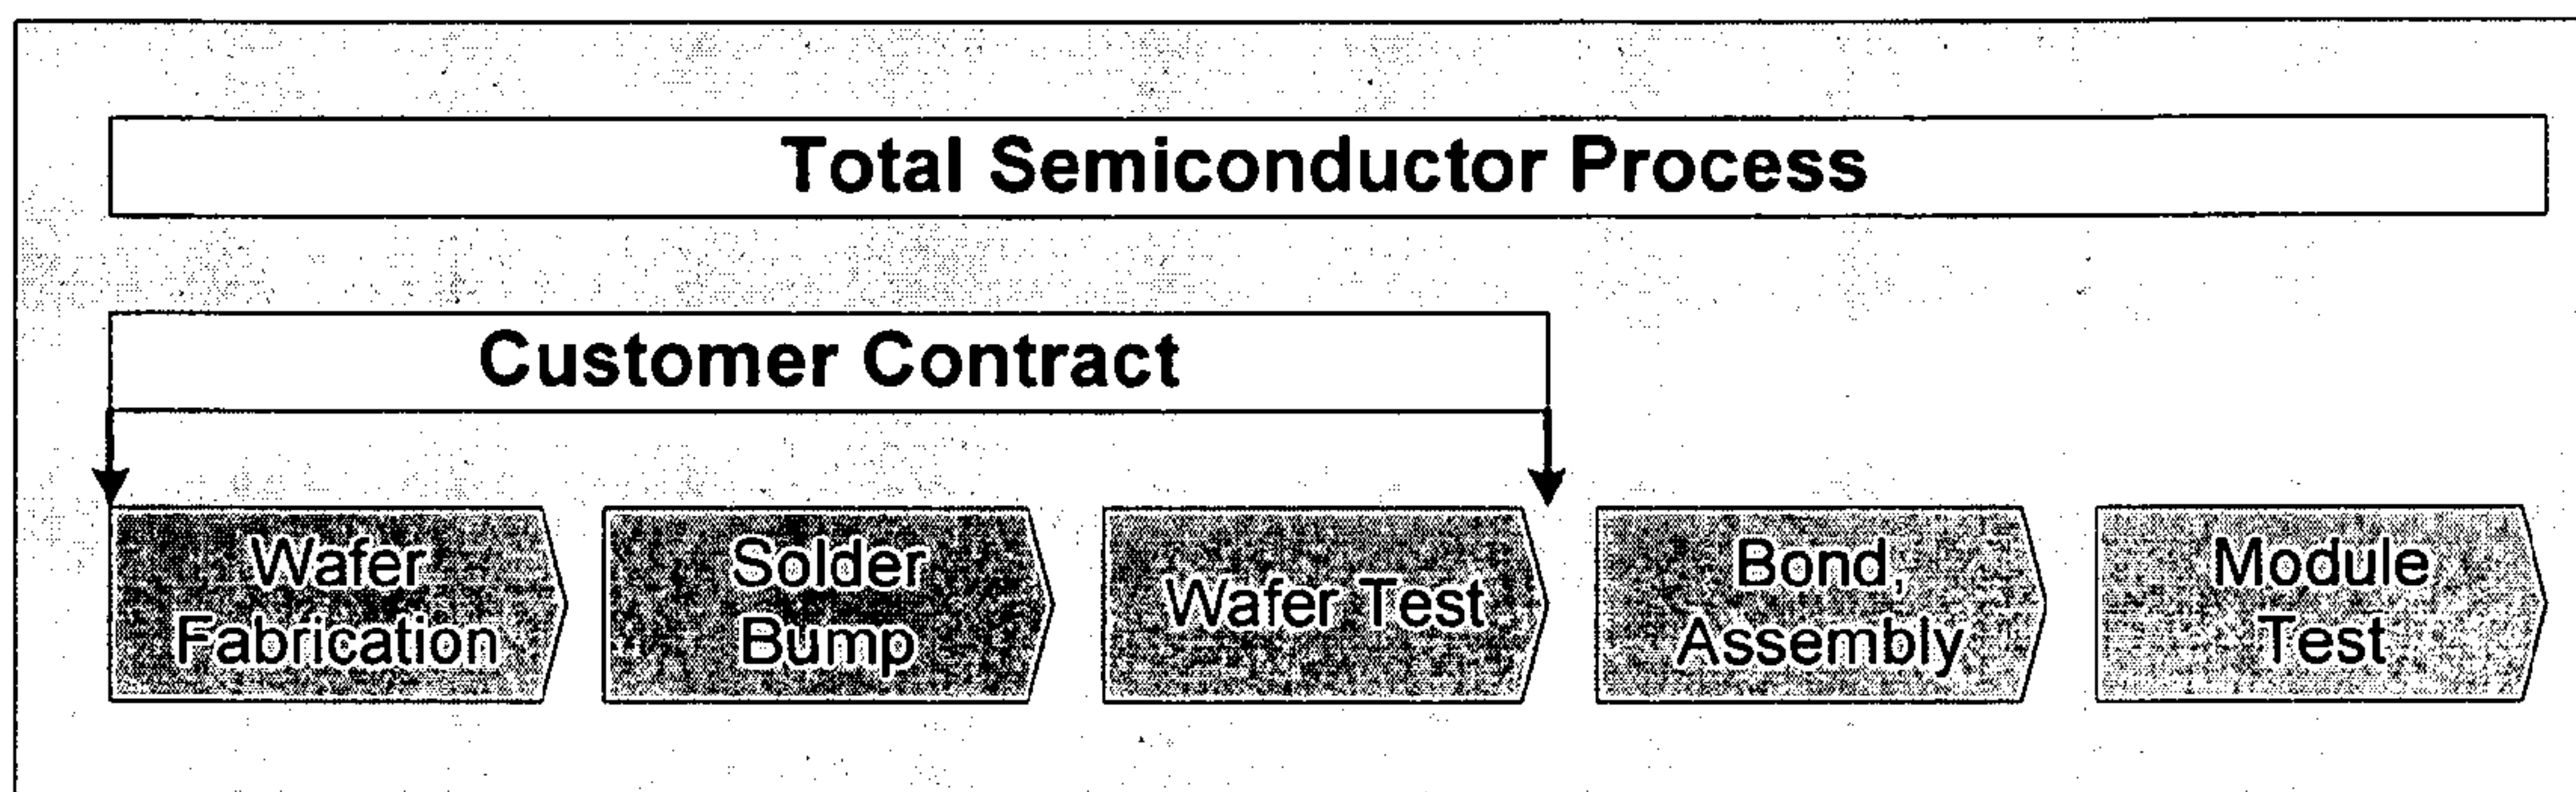 Total Semiconductor Process
Customer Contract
Wafer
Fabrication
Solder
Bump
Wafer Test
Bond,
Assembly
Module
Test